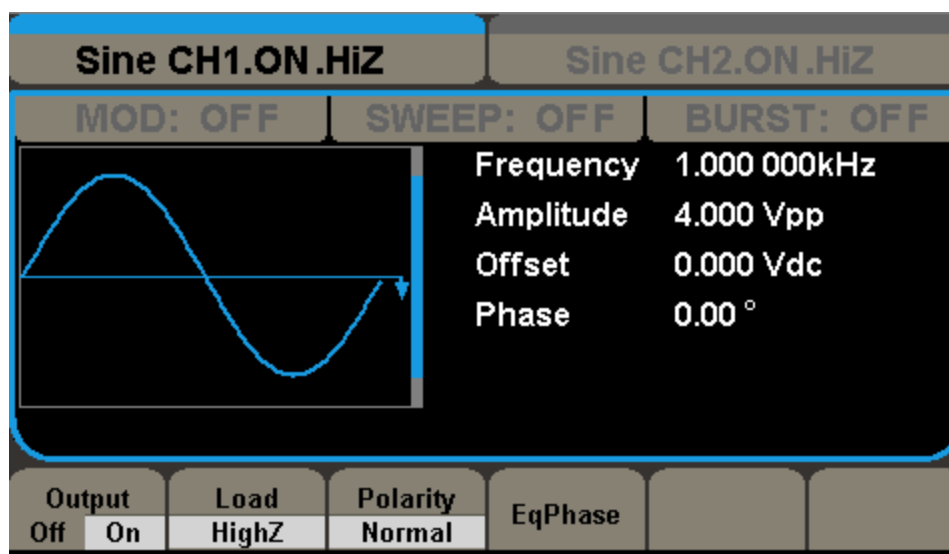 Sine CH1.ON.HiZ
Sine CH2.ON.HiZ
MOD: OFF
SWEEP: OFF
BURST: OFF
Frequency 1.000 000kHz
Amplitude 4.000 Vpp
Offset 0.000 Vdc
Phase 0.00 °
Output
Off On
Load
HighZ
Polarity
Normal
EqPhase